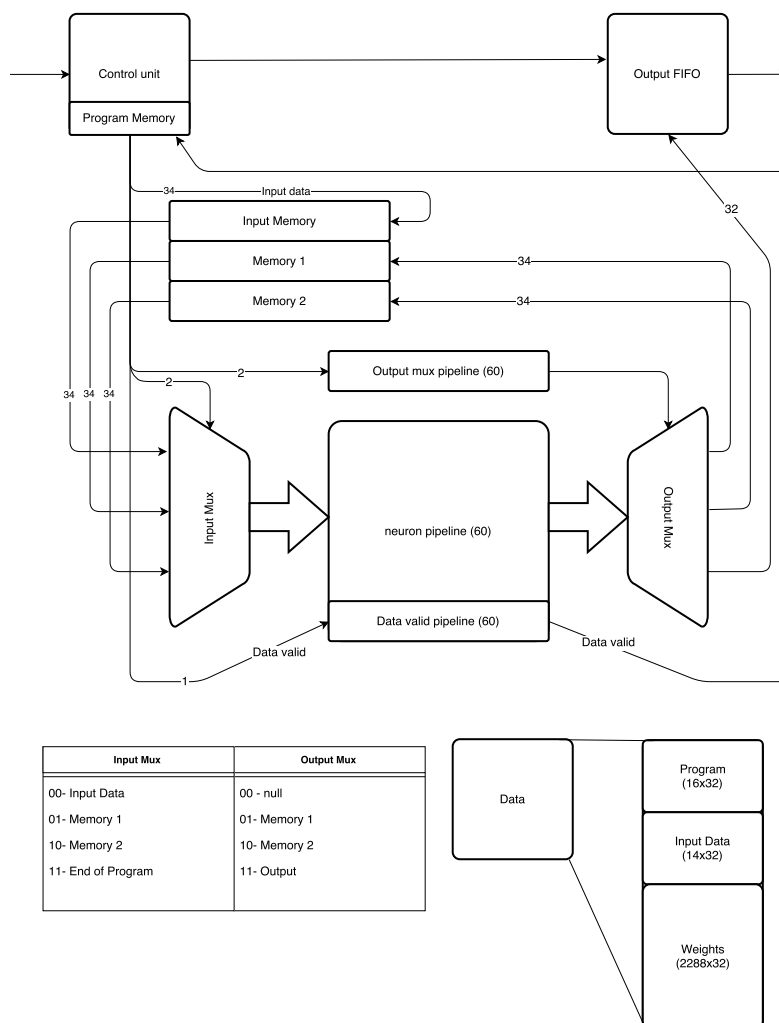 Control unit
Output FIFO
Program Memory
34
Input data
32
Input Memory
Memory 1
34
Memory 2
34
2
Output mux pipeline (60)
2
34
34
34
Input Mux
neuron pipeline (60)
Output Mux
Data valid pipeline (60)
Data valid
Data valid
1
Input Mux
Output Mux
00- Input Data
00 - null
01- Memory 1
01- Memory 1
10- Memory 2
10- Memory 2
11- End of Program
11- Output
Data
Program
(16x32)
Input Data
(14x32)
Weights
(2288x32)